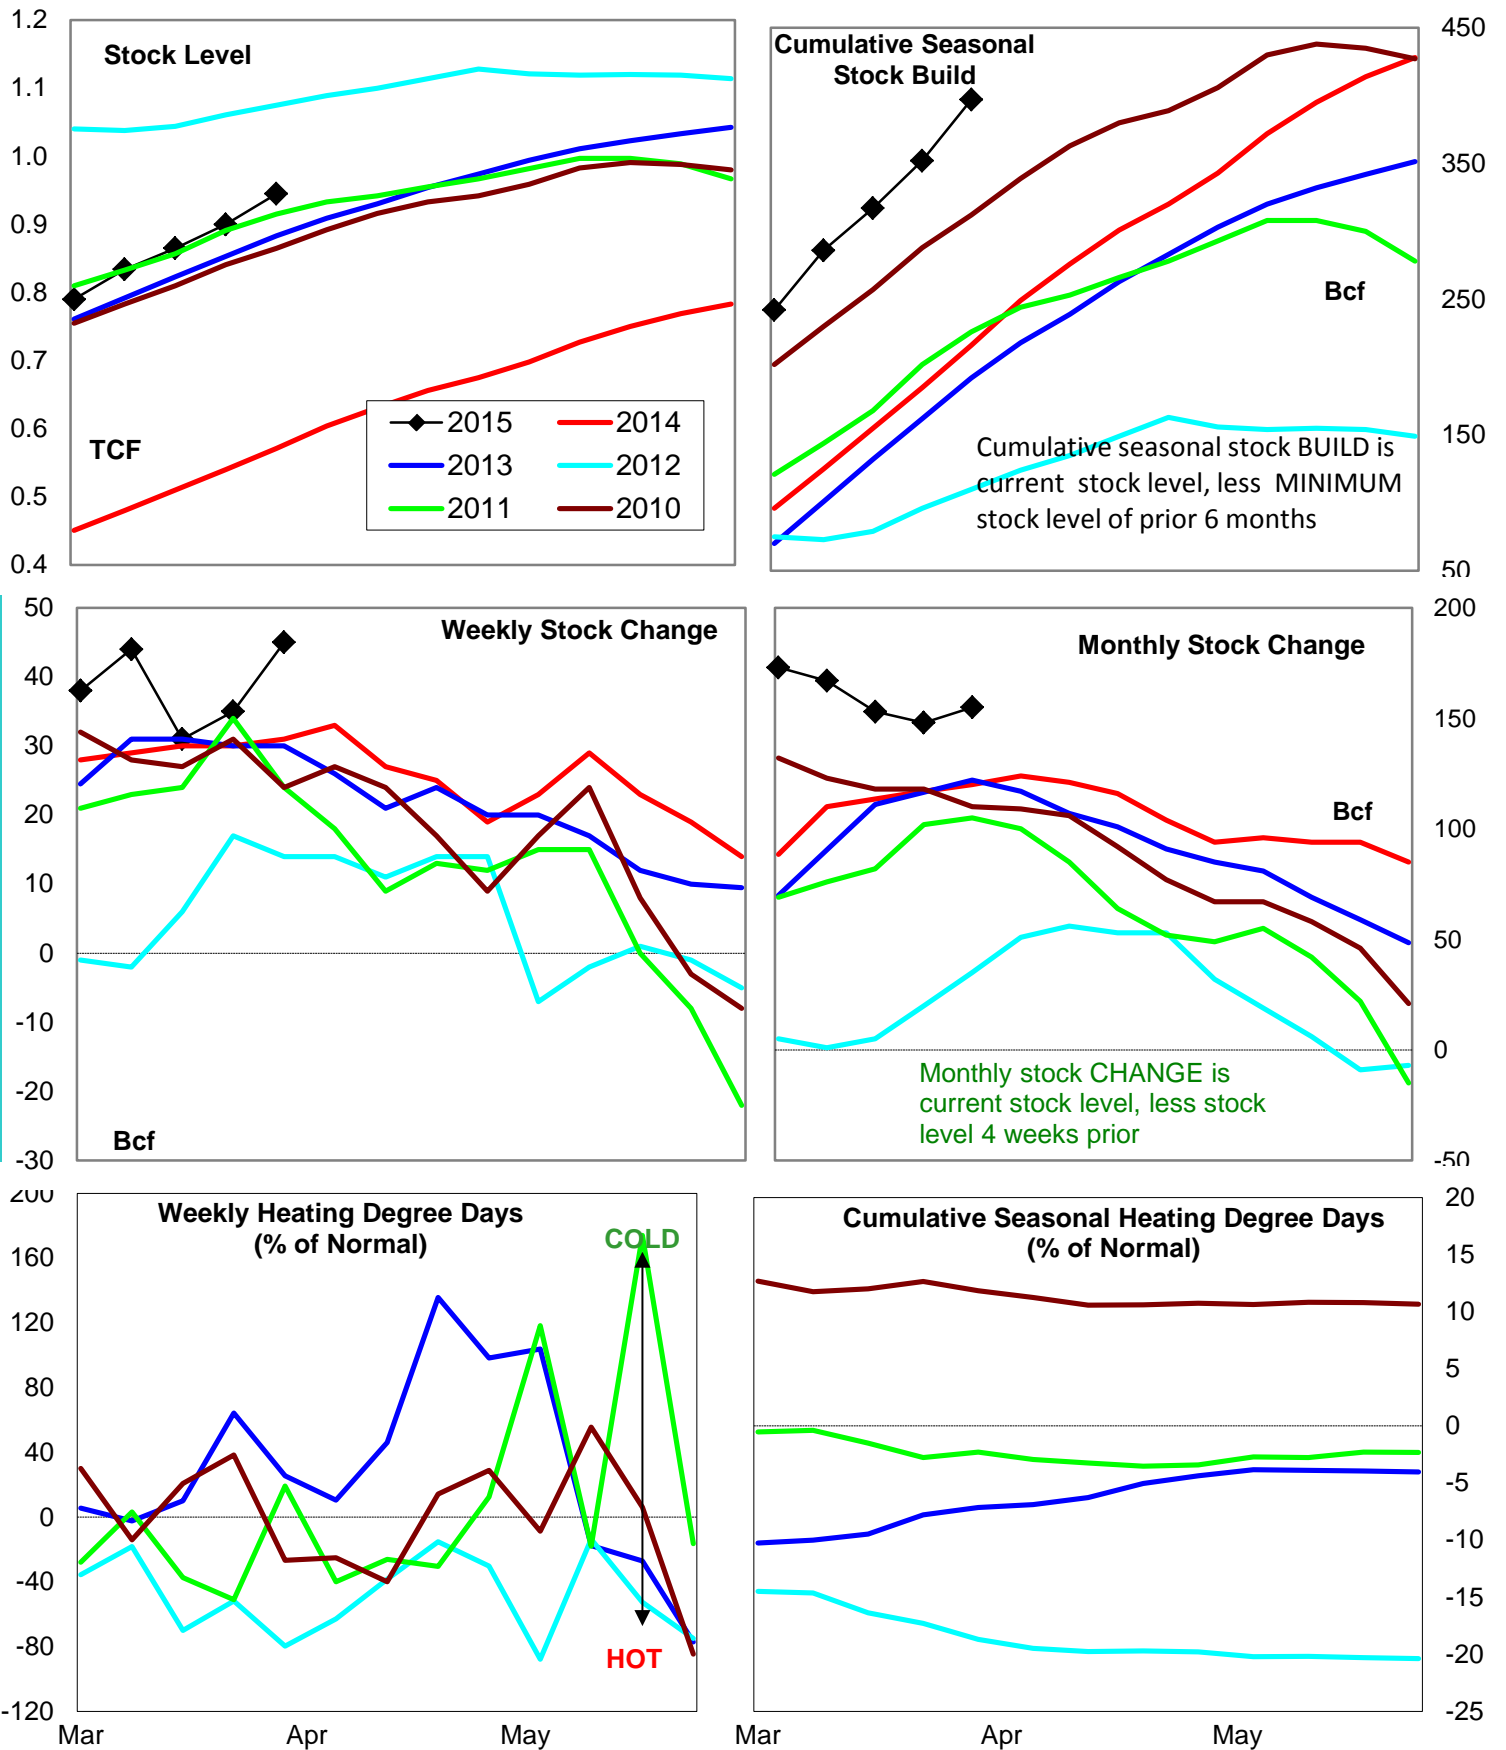 1.2
1.1
1.0
0.9
0.8
0.7
0.6
0.5
0.4
Stock Level
TCF
2015
2014
2013
2012
2011
2010
Cumulative Seasonal
Stock Build
450
350
250
150
50
Bcf
Cumulative seasonal stock BUILD is
current stock level, less MINIMUM
stock level of prior 6 months
50
40
30
20
10
0
-10
-20
-30
Weekly Stock Change
Bcf
Monthly Stock Change
200
150
100
50
0
-50
Bcf
Monthly stock CHANGE is
current stock level, less stock
level 4 weeks prior
200
160
120
80
40
0
-40
-80
-120
Weekly Heating Degree Days
(% of Normal)
COLD
HOT
Mar
Apr
May
Cumulative Seasonal Heating Degree Days
(% of Normal)
20
15
10
5
0
-5
-10
-15
-20
-25
Mar
Apr
May